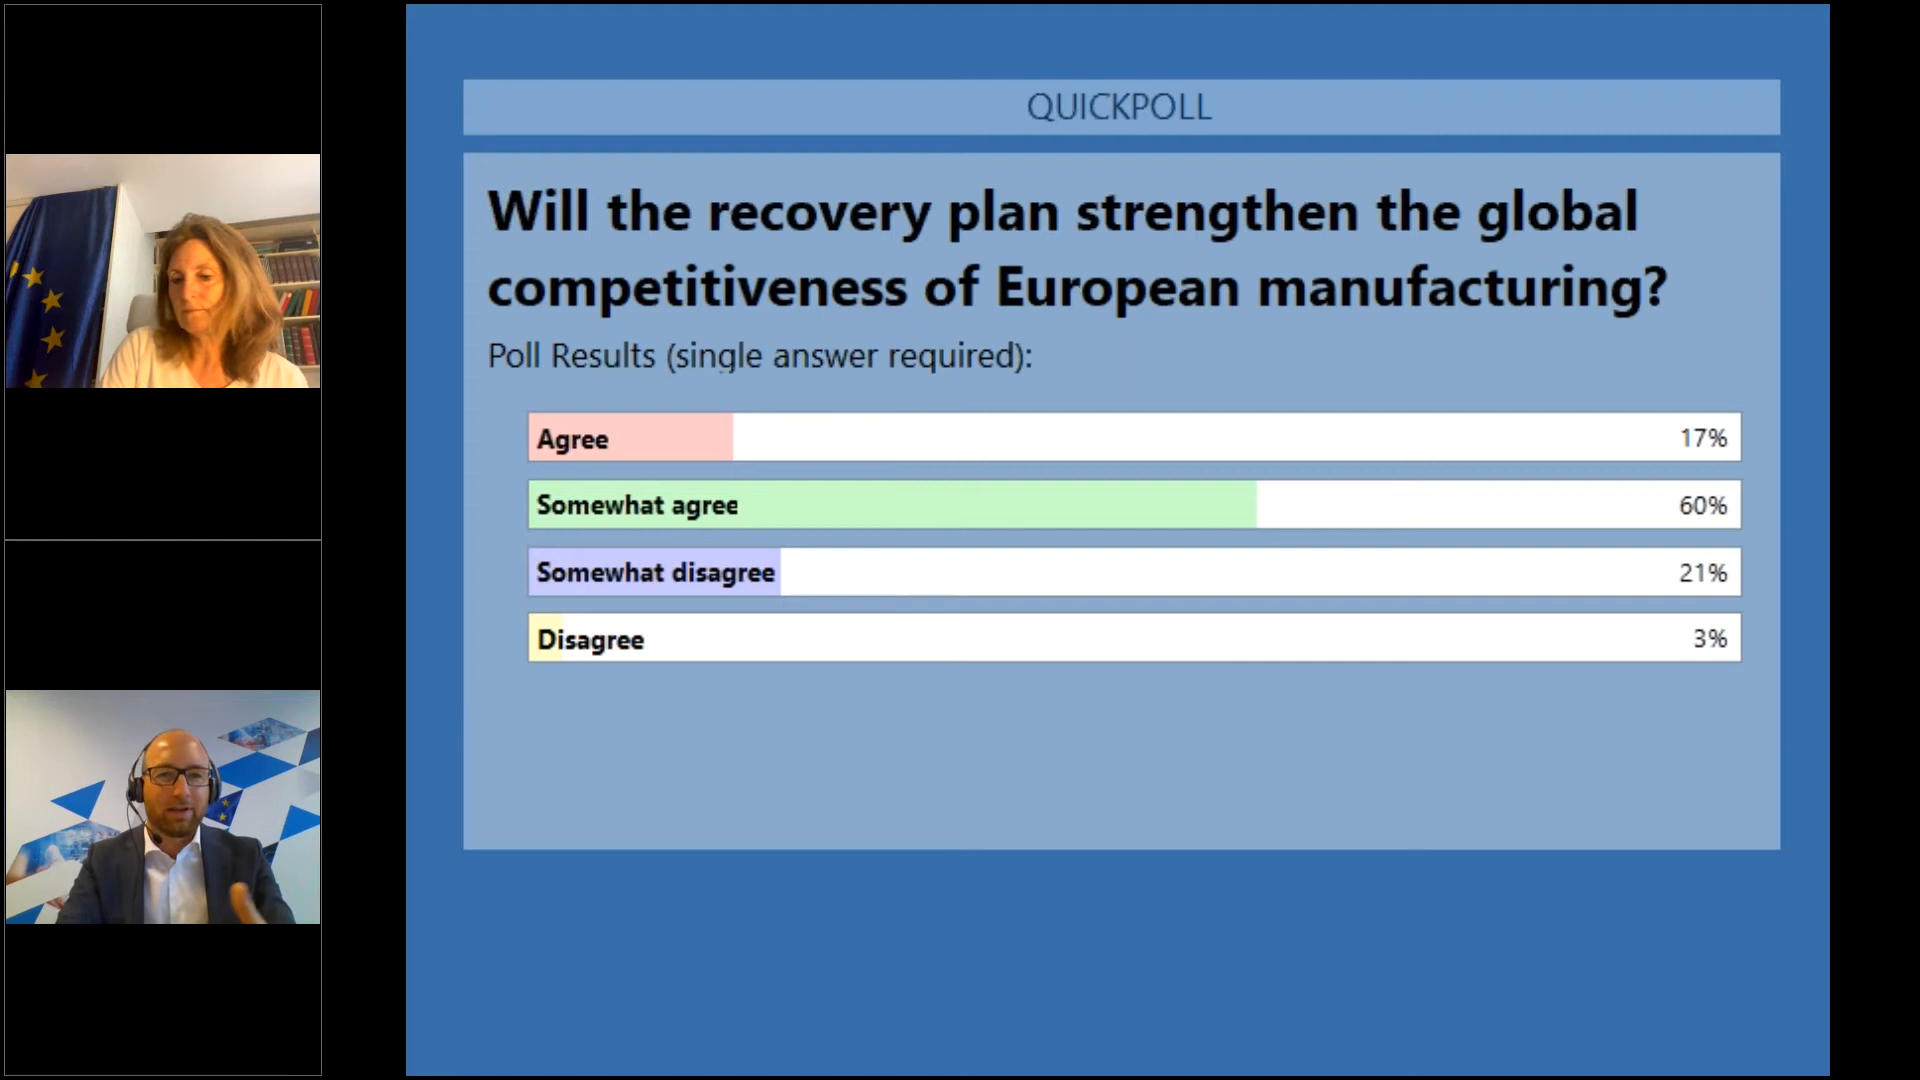 QUICKPOLL
Will the recovery plan strengthen the global
competitiveness of European manufacturing?
Poll Results (single answer required):
Agree 17%
Somewhat agree 60%
Somewhat disagree 21%
Disagree 3%